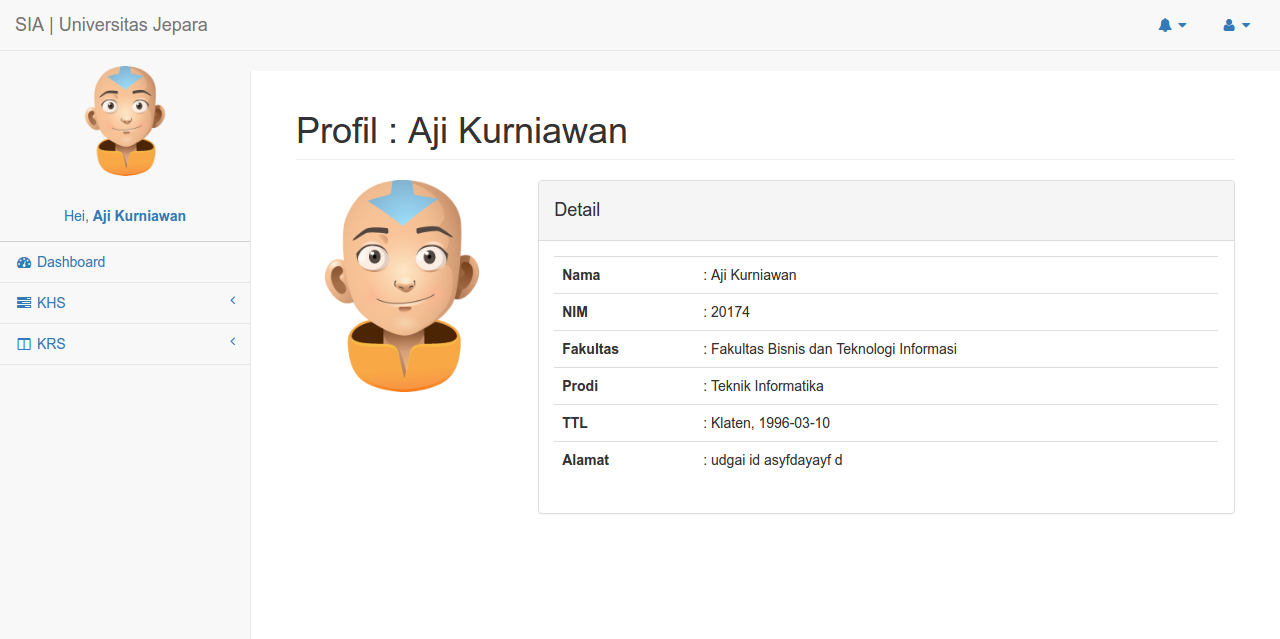 SIA | Universitas Jepara
Hei, Aji Kurniawan
Dashboard
KHS
KRS
Profil : Aji Kurniawan
Detail
Nama : Aji Kurniawan
NIM : 20174
Fakultas : Fakultas Bisnis dan Teknologi Informasi
Prodi : Teknik Informatika
TTL : Klaten, 1996-03-10
Alamat : udgai id asyfdayayf d